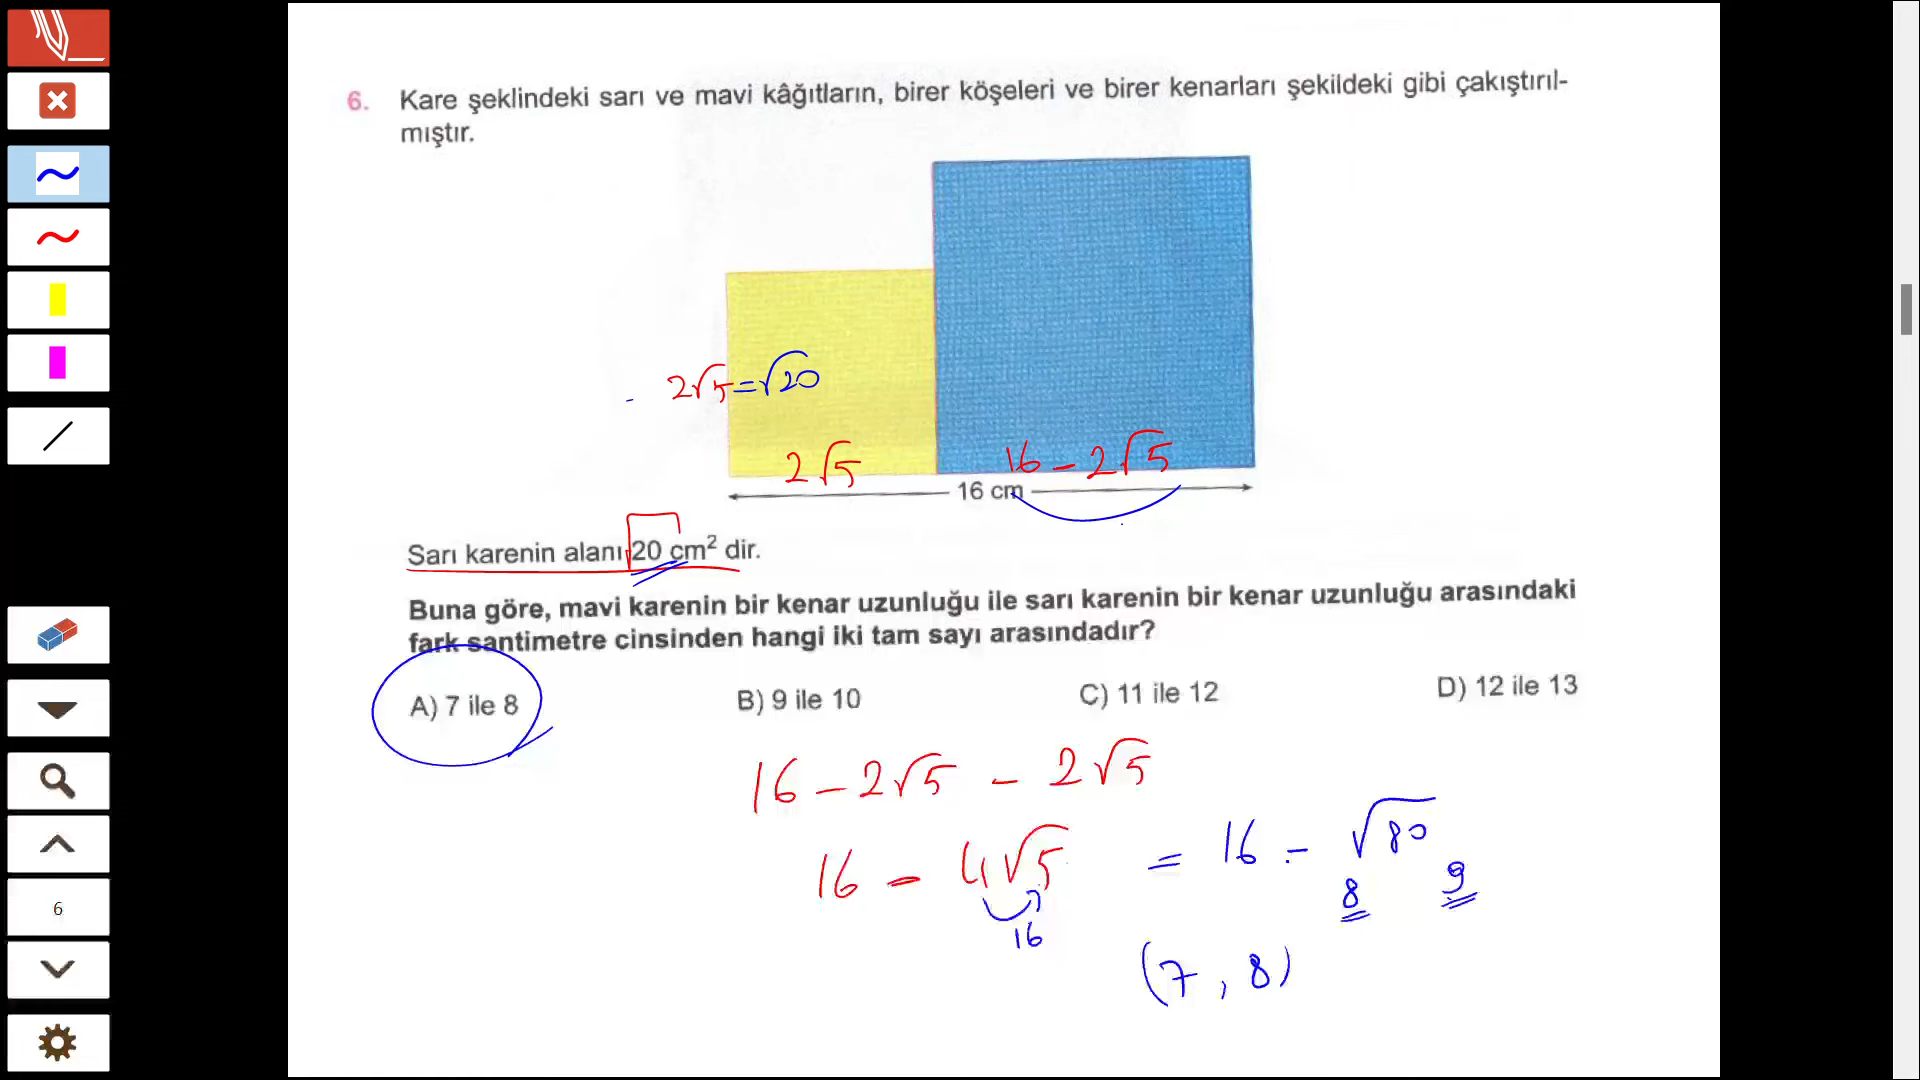 6. Kare şeklindeki sarı ve mavi kâğıtların, birer köşeleri ve birer kenarları şekildeki gibi çakıştırıl-
mıştır.
2√5=√20
2√5
16 - 2√5
16 cm
Sarı karenin alanı 20 cm² dir.
Buna göre, mavi karenin bir kenar uzunluğu ile sarı karenin bir kenar uzunluğu arasındaki
fark santimetre cinsinden hangi iki tam sayı arasındadır?
A) 7 ile 8 B) 9 ile 10 C) 11 ile 12 D) 12 ile 13
16 - 2√5 - 2√5
16 - 4√5 = 16 - √80
16
8 9
(7, 8)
6